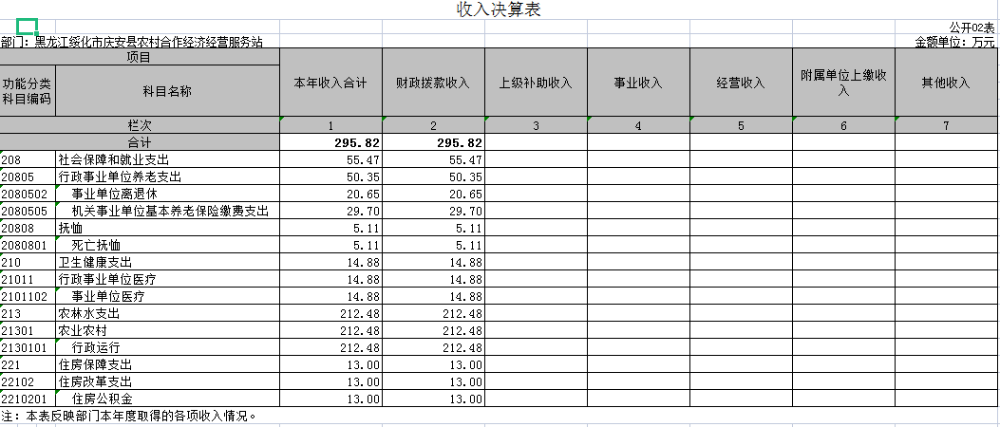 收入决算表
公开02表
部门：黑龙江绥化市庆安县农村合作经济经营服务站 金额单位：万元
项目
功能分类科目编码 科目名称 本年收入合计 财政拨款收入 上级补助收入 事业收入 经营收入 附属单位上缴收入 其他收入
栏次 1 2 3 4 5 6 7
合计 295.82 295.82
208 社会保障和就业支出 55.47 55.47
20805 行政事业单位养老支出 50.35 50.35
2080502 事业单位离退休 20.65 20.65
2080505 机关事业单位基本养老保险缴费支出 29.70 29.70
20808 抚恤 5.11 5.11
2080801 死亡抚恤 5.11 5.11
210 卫生健康支出 14.88 14.88
21011 行政事业单位医疗 14.88 14.88
2101102 事业单位医疗 14.88 14.88
213 农林水支出 212.48 212.48
21301 农业农村 212.48 212.48
2130101 行政运行 212.48 212.48
221 住房保障支出 13.00 13.00
22102 住房改革支出 13.00 13.00
2210201 住房公积金 13.00 13.00
注：本表反映部门本年度取得的各项收入情况。